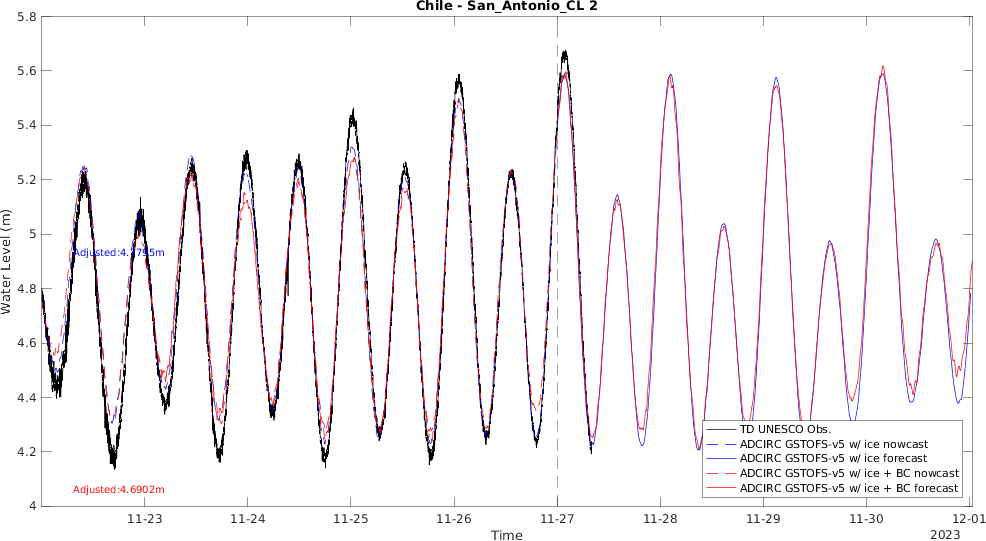 Chile - San_Antonio_CL 2
5.8
5.6
5.4
5.2
5
4.8
4.6
4.4
4.2
4
Water Level (m)
Adjusted:4.6902m
TD UNESCO Obs.
ADCIRC GSTOFS-v5 w/ ice nowcast
ADCIRC GSTOFS-v5 w/ ice forecast
ADCIRC GSTOFS-v5 w/ ice + BC nowcast
ADCIRC GSTOFS-v5 w/ ice + BC forecast
11-23 11-24 11-25 11-26 11-27 11-28 11-29 11-30 12-01
Time
2023